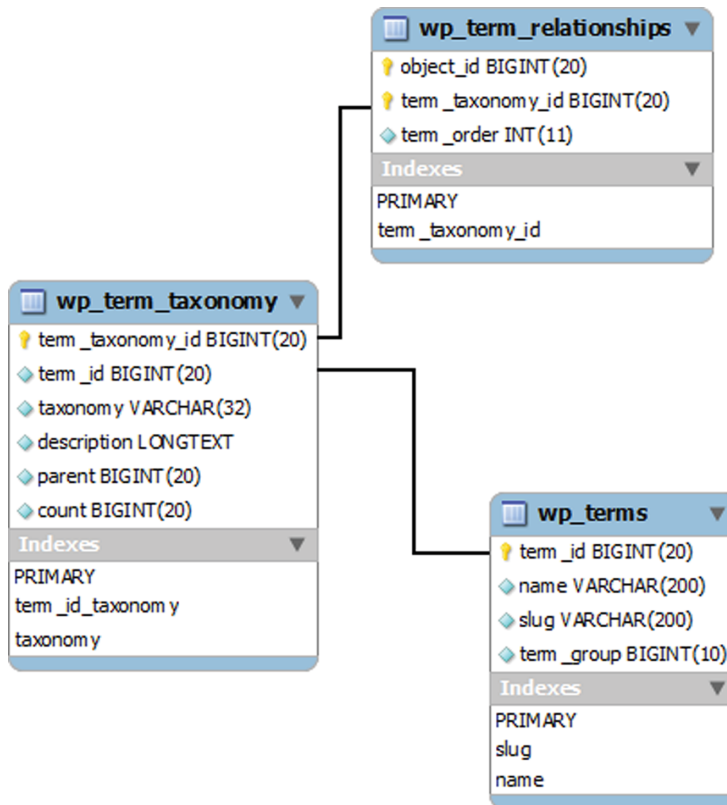 wp_term_relationships
object_id BIGINT(20)
term_taxonomy_id BIGINT(20)
term_order INT(11)
Indexes
PRIMARY
term_taxonomy_id
wp_term_taxonomy
term_taxonomy_id BIGINT(20)
term_id BIGINT(20)
taxonomy VARCHAR(32)
description LONGTEXT
parent BIGINT(20)
count BIGINT(20)
Indexes
PRIMARY
term_id_taxonomy
taxonomy
wp_terms
term_id BIGINT(20)
name VARCHAR(200)
slug VARCHAR(200)
term_group BIGINT(10)
Indexes
PRIMARY
slug
name